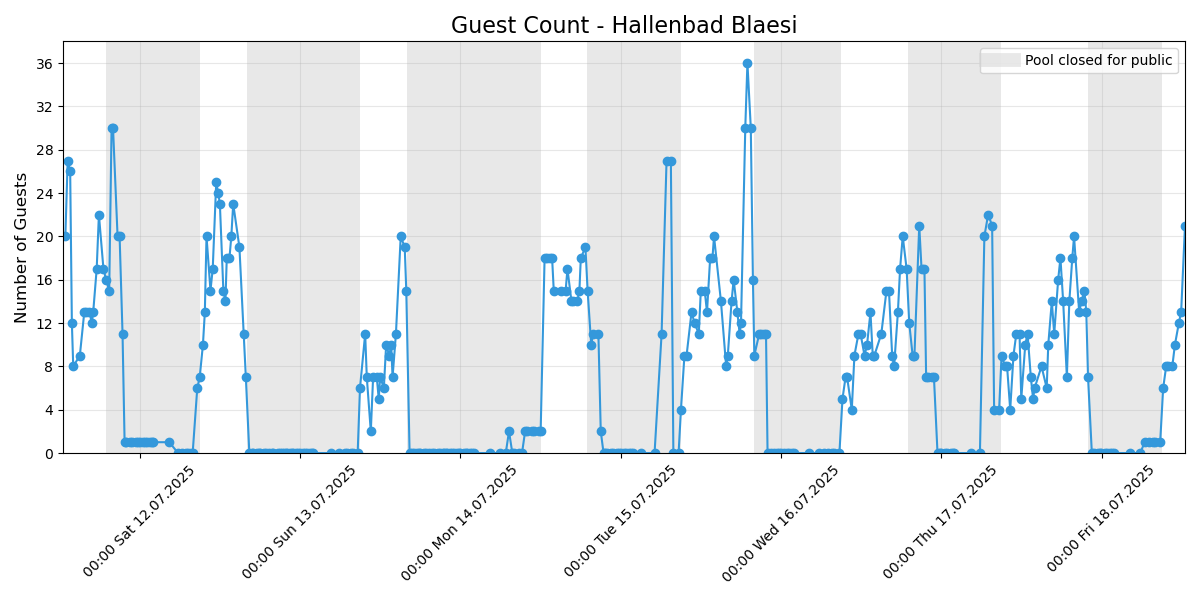 Guest Count - Hallenbad Blaesi
Pool closed for public
Number of Guests
36
32
28
24
20
16
12
8
4
0
00:00 Sat 12.07.2025
00:00 Sun 13.07.2025
00:00 Mon 14.07.2025
00:00 Tue 15.07.2025
00:00 Wed 16.07.2025
00:00 Thu 17.07.2025
00:00 Fri 18.07.2025